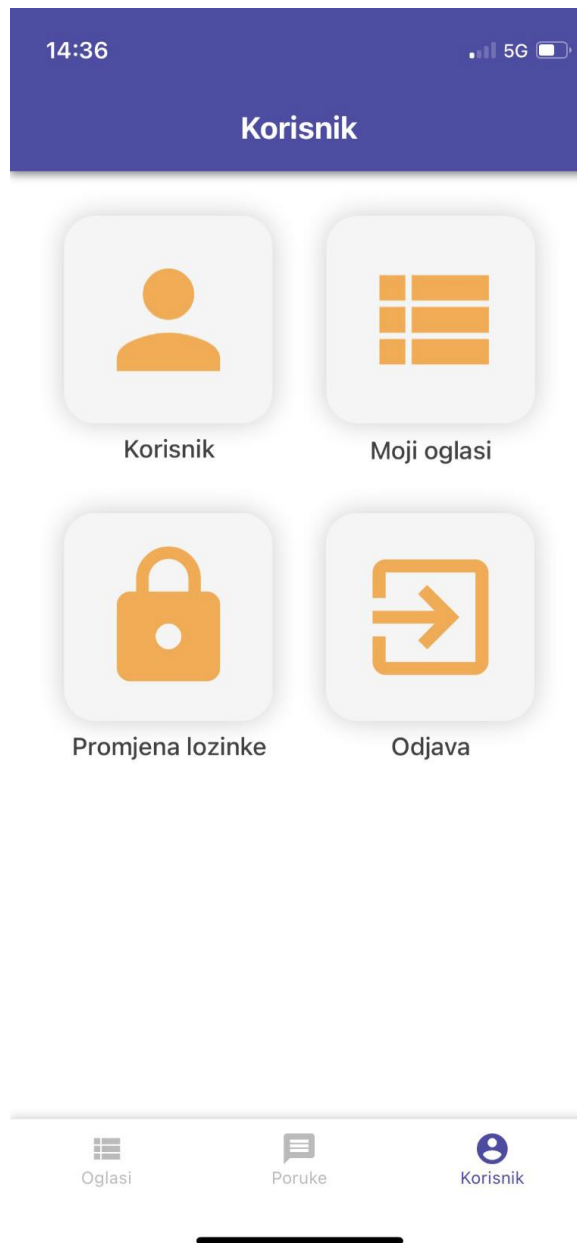 14:36 5G
Korisnik
Korisnik Moji oglasi
Promjena lozinke Odjava
Oglasi Poruke Korisnik